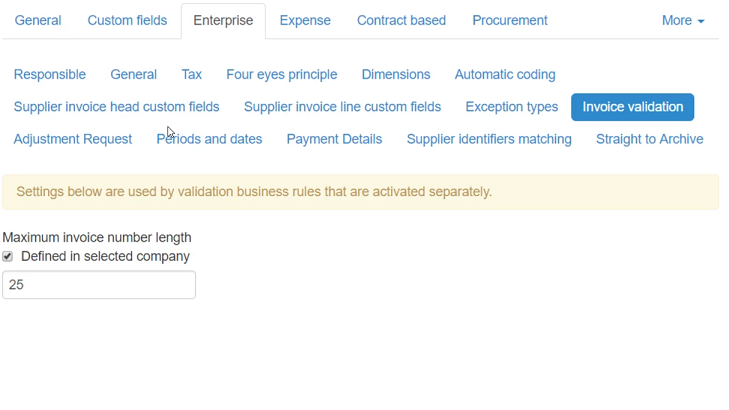 General Custom fields Enterprise Expense Contract based Procurement More
Responsible General Tax Four eyes principle Dimensions Automatic coding
Supplier invoice head custom fields Supplier invoice line custom fields Exception types Invoice validation
Adjustment Request Periods and dates Payment Details Supplier identifiers matching Straight to Archive
Settings below are used by validation business rules that are activated separately.
Maximum invoice number length
Defined in selected company
25